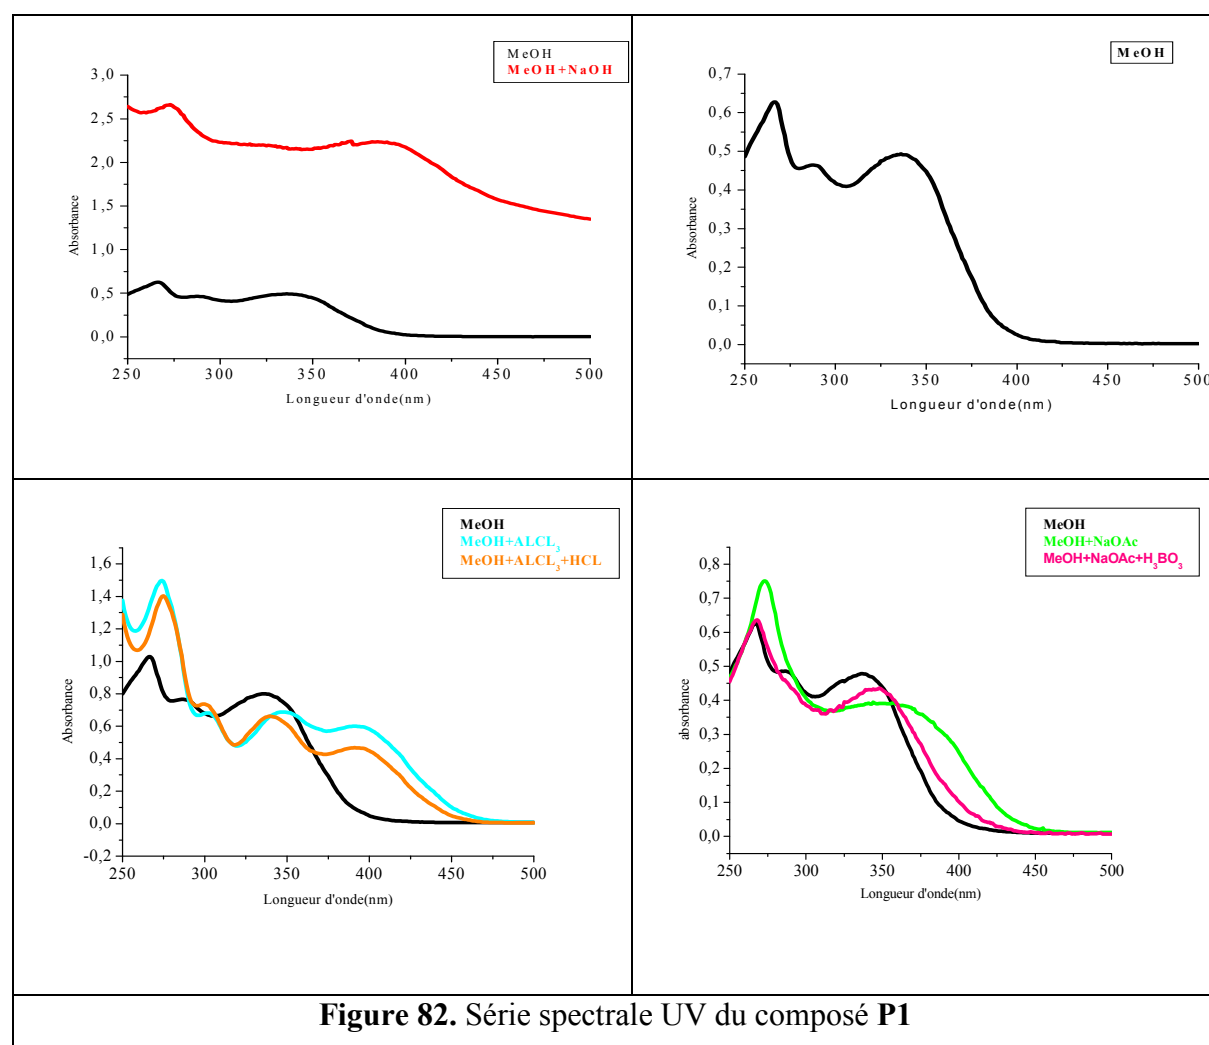 MeOH
MeOH+NaOH
3,0
2,5
2,0
1,5
1,0
0,5
0,0
Absorbance
250 300 350 400 450 500
Longueur d'onde(nm)
MeOH
0,7
0,6
0,5
0,4
0,3
0,2
0,1
0,0
Absorbance
250 300 350 400 450 500
Longueur d'onde(nm)
MeOH
MeOH+ALCL₃
MeOH+ALCL₃+HCL
1,6
1,4
1,2
1,0
0,8
0,6
0,4
0,2
0,0
-0,2
Absorbance
250 300 350 400 450 500
Longueur d'onde(nm)
MeOH
MeOH+NaOAc
MeOH+NaOAc+H₃BO₃
0,8
0,7
0,6
0,5
0,4
0,3
0,2
0,1
0,0
absorbance
250 300 350 400 450 500
Longueur d'onde(nm)
Figure 82. Série spectrale UV du composé P1